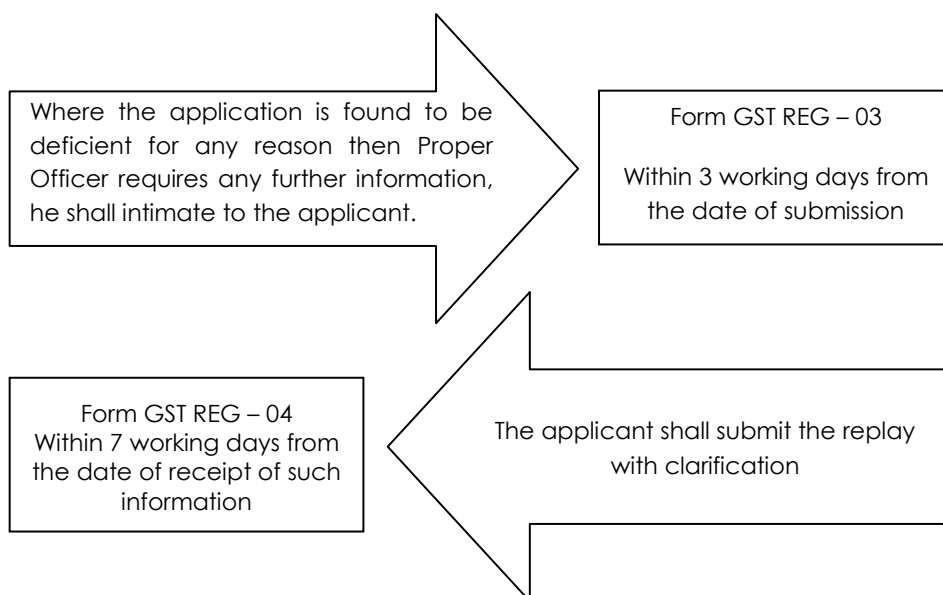 Where the application is found to be
deficient for any reason then Proper
Officer requires any further information,
he shall intimate to the applicant.
Form GST REG – 03
Within 3 working days from
the date of submission
Form GST REG – 04
Within 7 working days from
the date of receipt of such
information
The applicant shall submit the replay
with clarification